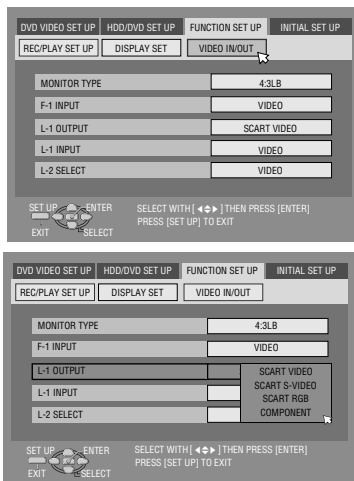 DVD VIDEO SET UP HDD/DVD SET UP FUNCTION SET UP INITIAL SET UP
REC/PLAY SET UP DISPLAY SET VIDEO IN/OUT
MONITOR TYPE 4:3LB
F-1 INPUT VIDEO
L-1 OUTPUT SCART VIDEO
L-1 INPUT VIDEO
L-2 SELECT VIDEO
SET UP ENTER SELECT WITH [ ] THEN PRESS [ENTER]
EXIT SELECT PRESS [SET UP] TO EXIT
DVD VIDEO SET UP HDD/DVD SET UP FUNCTION SET UP INITIAL SET UP
REC/PLAY SET UP DISPLAY SET VIDEO IN/OUT
MONITOR TYPE 4:3LB
F-1 INPUT VIDEO
L-1 OUTPUT SCART VIDEO
SCART S-VIDEO
L-1 INPUT SCART RGB
L-2 SELECT COMPONENT
SET UP ENTER SELECT WITH [ ] THEN PRESS [ENTER]
EXIT SELECT PRESS [SET UP] TO EXIT